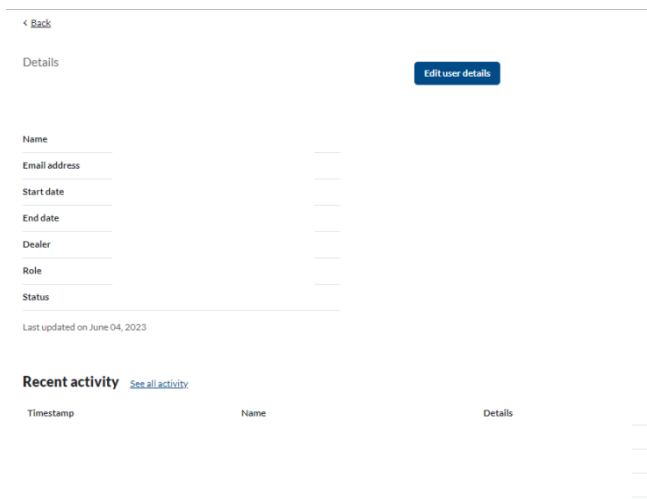 < Back
Details
Edit user details
Name
Email address
Start date
End date
Dealer
Role
Status
Last updated on June 04, 2023
Recent activity See all activity
Timestamp Name Details